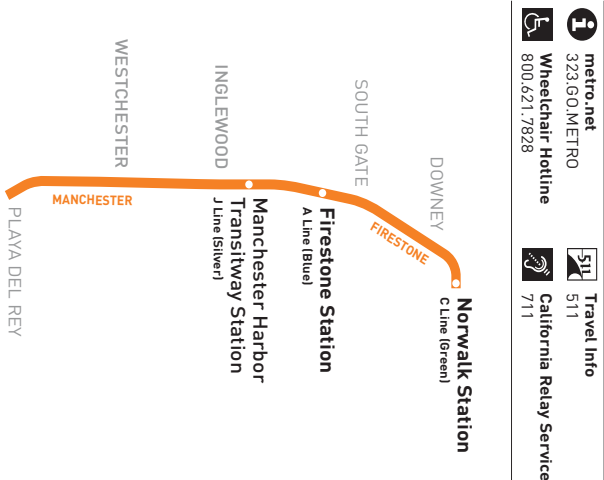 metro.net
323.GO.METRO
Wheelchair Hotline
800.621.7828
Travel Info
511
511
California Relay Service
711
DOWNEY
SOUTH GATE
INGLEWOOD
WESTCHESTER
PLAYA DEL REY
MANCHESTER
FIRESTONE
Norwalk Station
C Line (Green)
Firestone Station
A Line (Blue)
Manchester Harbor
Transitway Station
J Line (Silver)